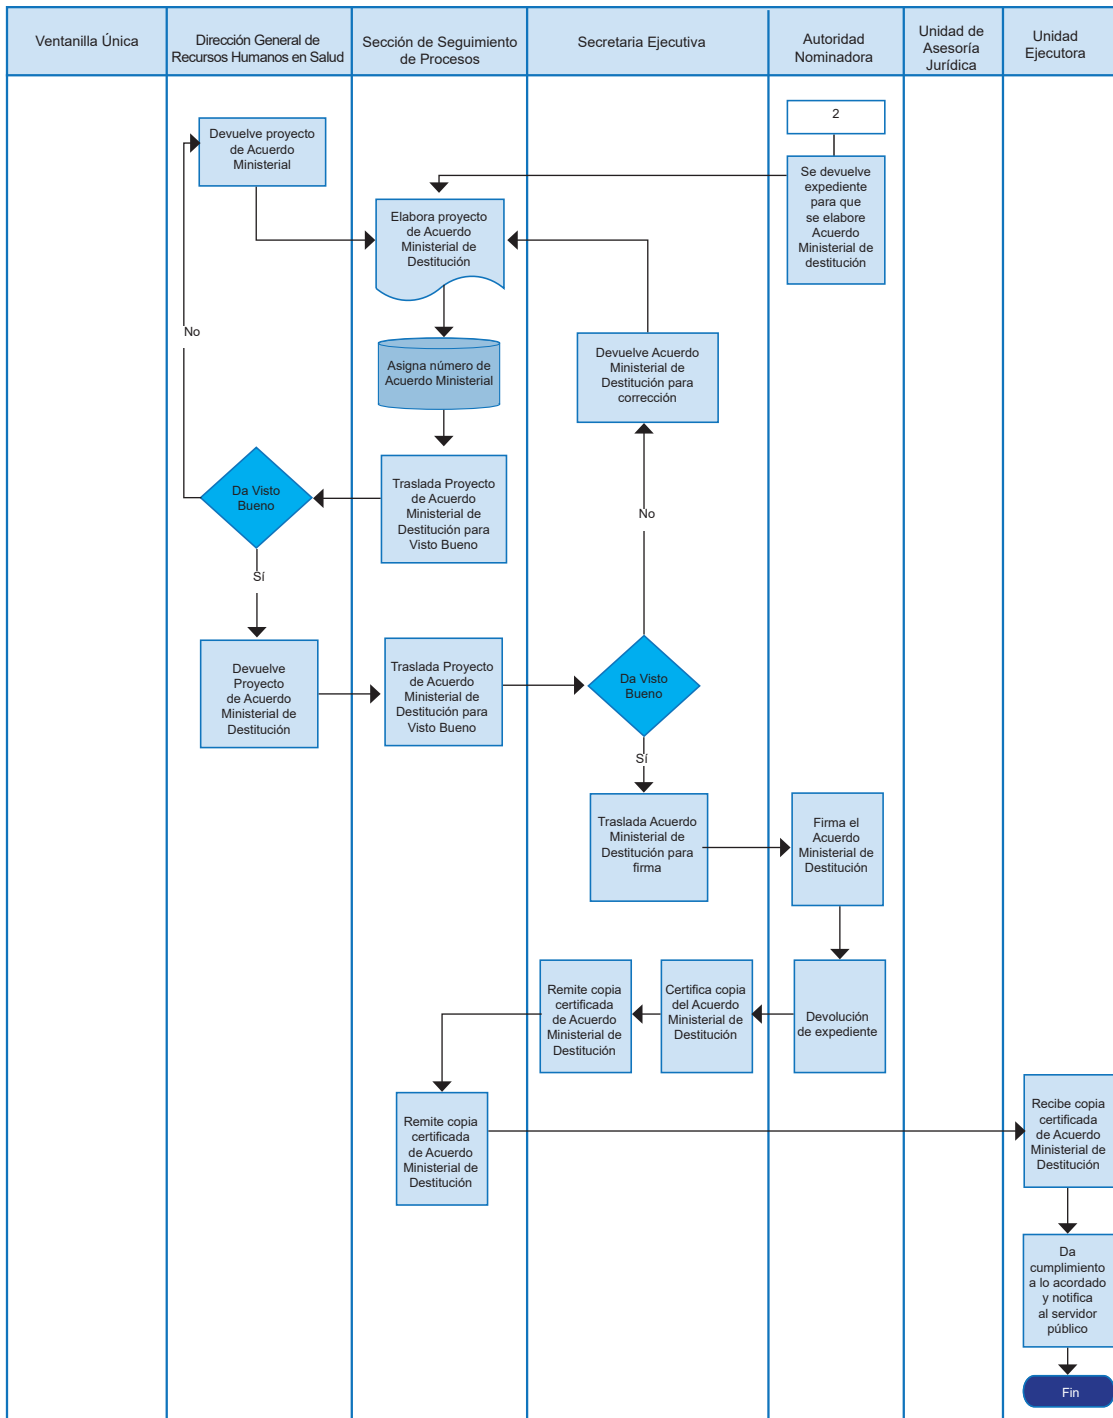 Ventanilla Única
Dirección General de
Recursos Humanos en Salud
Sección de Seguimiento
de Procesos
Secretaria Ejecutiva
Autoridad
Nominadora
Unidad de
Asesoría
Jurídica
Unidad
Ejecutora
2
Devuelve proyecto
de Acuerdo
Ministerial
Se devuelve
expediente
para que
se elabore
Acuerdo
Ministerial de
destitución
Elabora proyecto
de Acuerdo
Ministerial de
Destitución
No
Asigna número de
Acuerdo Ministerial
Devuelve Acuerdo
Ministerial de
Destitución para
corrección
Da Visto
Bueno
Traslada Proyecto
de Acuerdo
Ministerial de
Destitución para
Visto Bueno
No
Sí
Devuelve
Proyecto
de Acuerdo
Ministerial de
Destitución
Traslada Proyecto
de Acuerdo
Ministerial de
Destitución para
Visto Bueno
Da Visto
Bueno
Sí
Traslada Acuerdo
Ministerial de
Destitución para
firma
Firma el
Acuerdo
Ministerial de
Destitución
Remite copia
certificada
de Acuerdo
Ministerial de
Destitución
Certifica copia
del Acuerdo
Ministerial de
Destitución
Devolución
de expediente
Remite copia
certificada
de Acuerdo
Ministerial de
Destitución
Recibe copia
certificada
de Acuerdo
Ministerial de
Destitución
Da
cumplimiento
a lo acordado
y notifica
al servidor
público
Fin